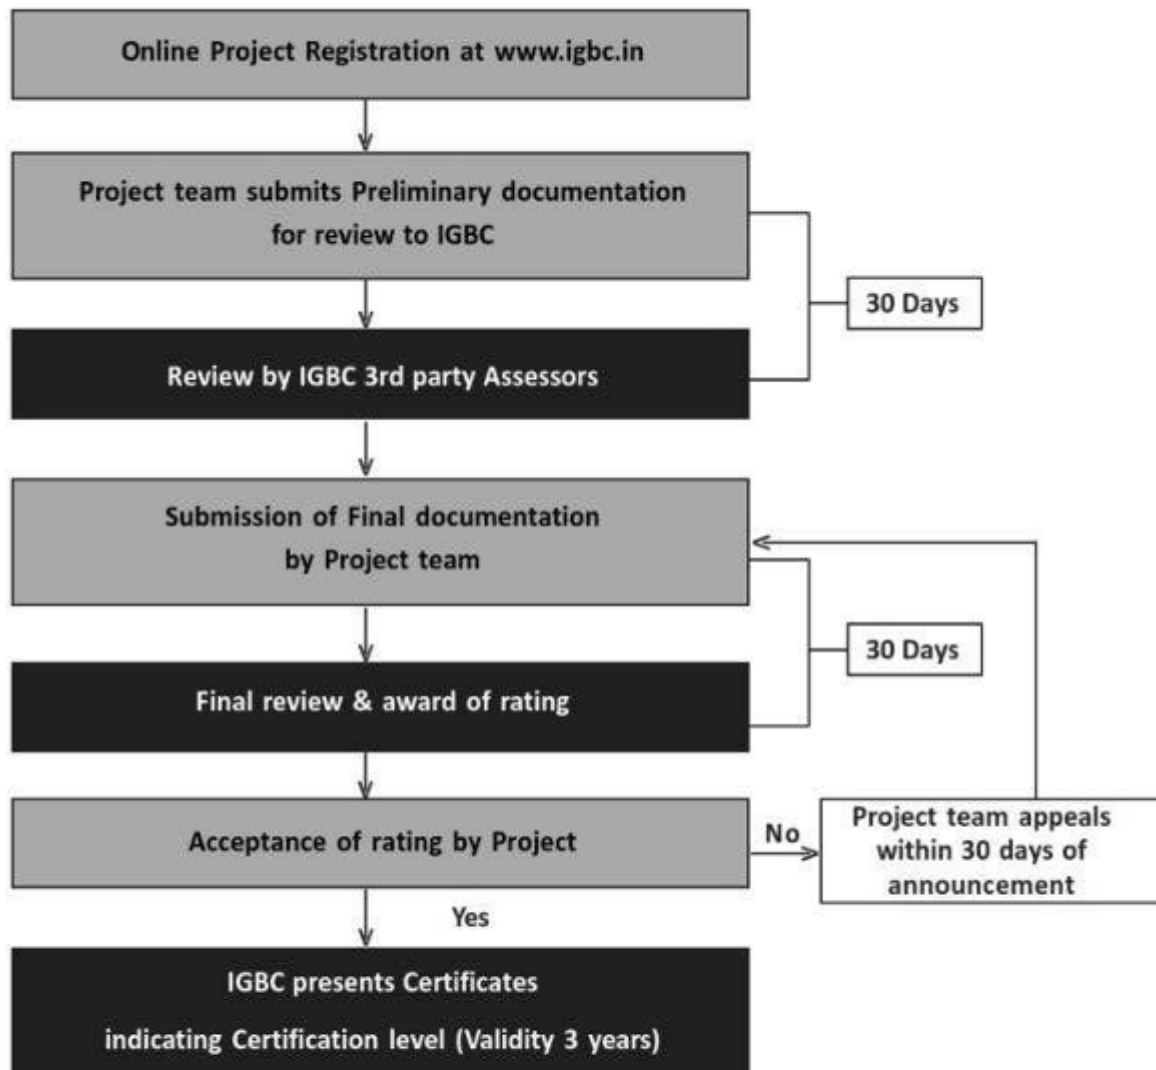 Online Project Registration at www.igbc.in
Project team submits Preliminary documentation
for review to IGBC
30 Days
Review by IGBC 3rd party Assessors
Submission of Final documentation
by Project team
30 Days
Final review & award of rating
Acceptance of rating by Project
No
Project team appeals
within 30 days of
announcement
Yes
IGBC presents Certificates
indicating Certification level (Validity 3 years)